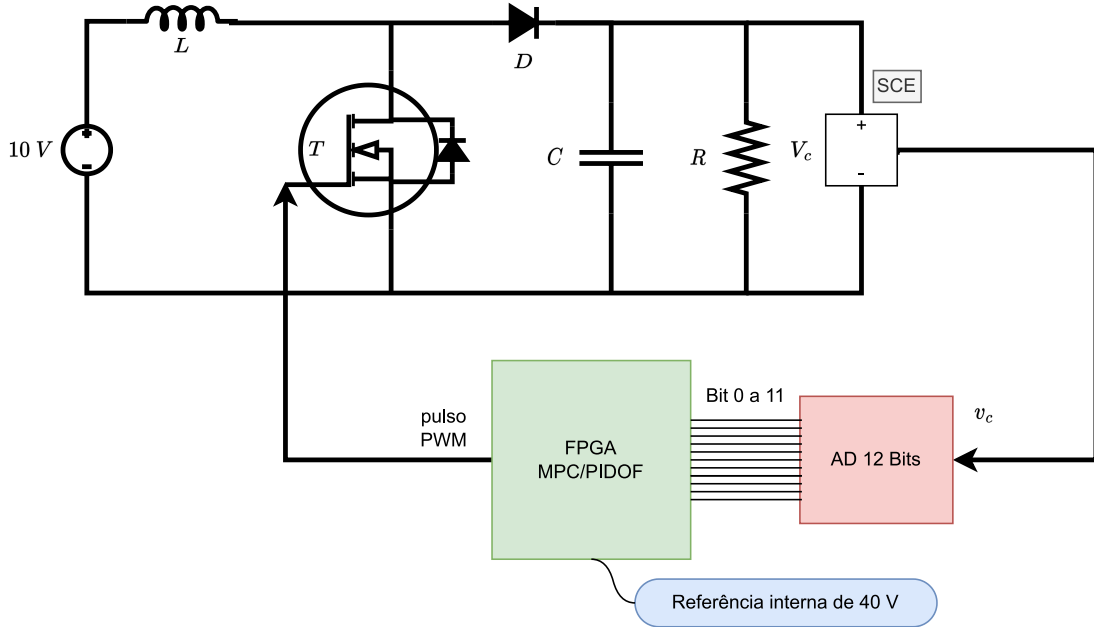 L
D
SCE
10 V
+
-
T
C
R
V_c
+
-
pulso
PWM
FPGA
MPC/PIDOF
Bit 0 a 11
AD 12 Bits
v_c
Referência interna de 40 V